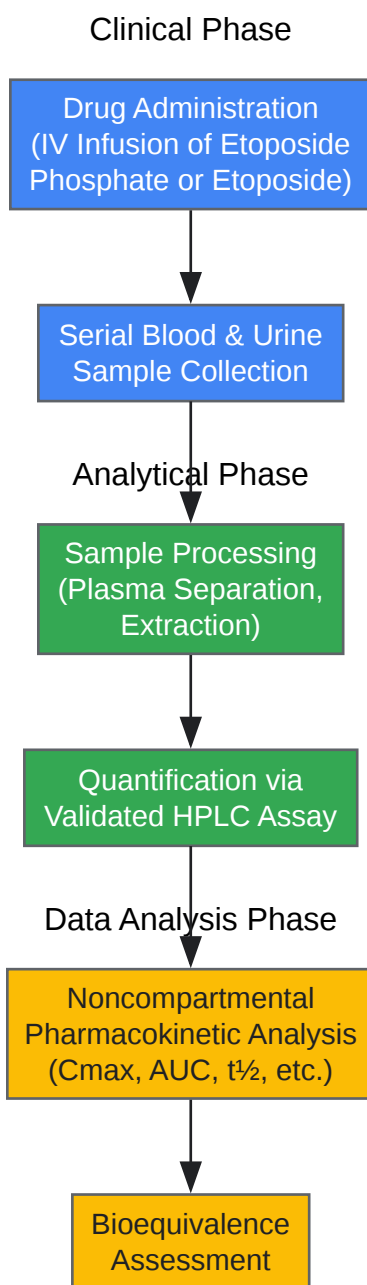 Clinical Phase
Drug Administration
(IV Infusion of Etoposide
Phosphate or Etoposide)
Serial Blood & Urine
Sample Collection
Analytical Phase
Sample Processing
(Plasma Separation,
Extraction)
Quantification via
Validated HPLC Assay
Data Analysis Phase
Noncompartmental
Pharmacokinetic Analysis
(Cmax, AUC, t½, etc.)
Bioequivalence
Assessment